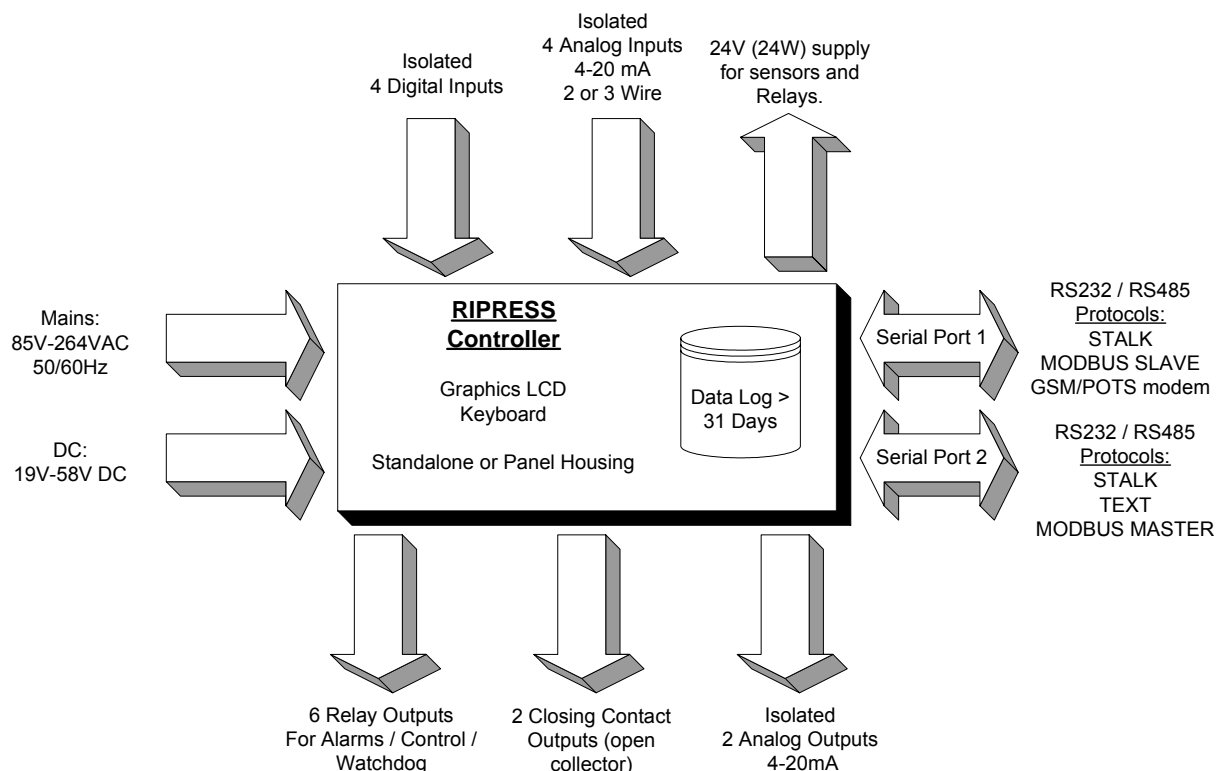 Isolated
4 Digital Inputs
Isolated
4 Analog Inputs
4-20 mA
2 or 3 Wire
24V (24W) supply
for sensors and
Relays.
Mains:
85V-264VAC
50/60Hz
DC:
19V-58V DC
RIPRESS
Controller
Graphics LCD
Keyboard
Standalone or Panel Housing
Data Log >
31 Days
Serial Port 1
RS232 / RS485
Protocols:
STALK
MODBUS SLAVE
GSM/POTS modem
Serial Port 2
RS232 / RS485
Protocols:
STALK
TEXT
MODBUS MASTER
6 Relay Outputs
For Alarms / Control /
Watchdog
2 Closing Contact
Outputs (open
collector)
Isolated
2 Analog Outputs
4-20mA